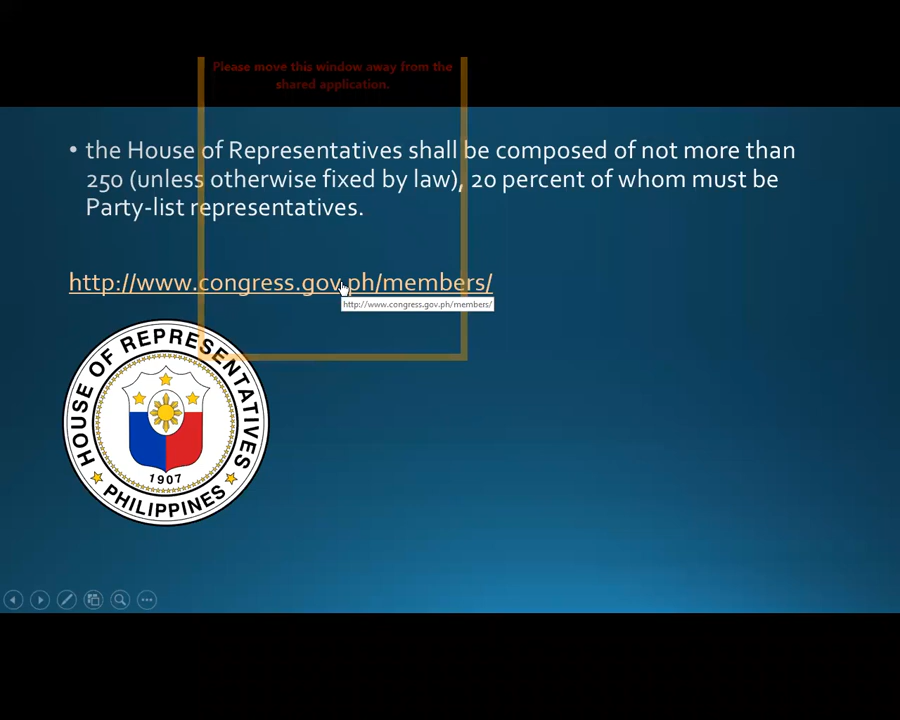 Please move this window away from the
shared application.
• the House of Representatives shall be composed of not more than
250 (unless otherwise fixed by law), 20 percent of whom must be
Party-list representatives.
http://www.congress.gov.ph/members/
http://www.congress.gov.ph/members/
HOUSE OF REPRESENTATIVES
1907
PHILIPPINES